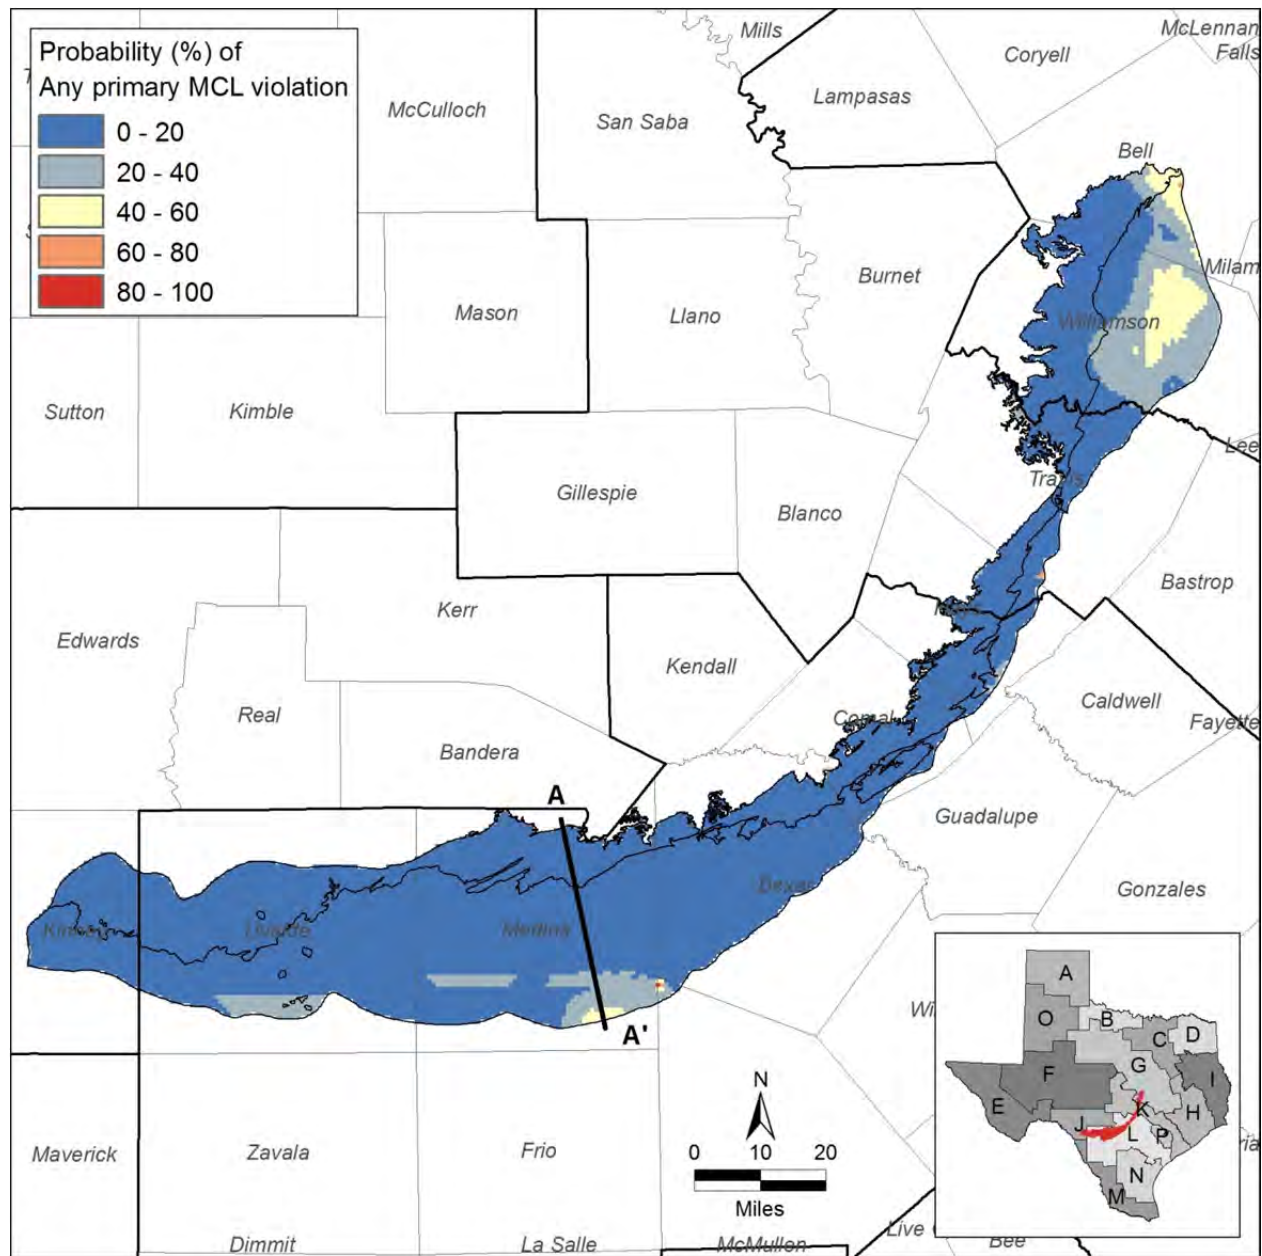 Probability (%) of
Any primary MCL violation
0 - 20
20 - 40
40 - 60
60 - 80
80 - 100
Mills
McLennan
Falls
Coryell
Lampasas
McCulloch
San Saba
Bell
Milam
Burnet
Mason
Llano
Williamson
Sutton
Kimble
Lee
Travis
Gillespie
Blanco
Bastrop
Kerr
Edwards
Kendall
Caldwell
Fayette
Real
Comal
Bandera
A
Guadalupe
Bexar
Gonzales
Uvalde
Medina
A'
Wil
N
0 10 20
Miles
Maverick
Zavala
Frio
Dimmit
La Salle
McMullen
Live
Bee
ria
A
O
B
C
D
F
G
I
E
K
H
J
L
P
N
M